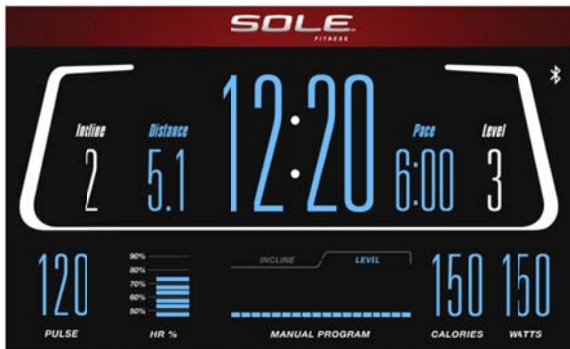 SOLE
FITNESS
12:20
Incline Distance Pace Level
2 5.1 6:00 3
90%
80%
70%
60%
50%
INCLINE LEVEL
120 150 150
PULSE HR % MANUAL PROGRAM CALORIES WATTS